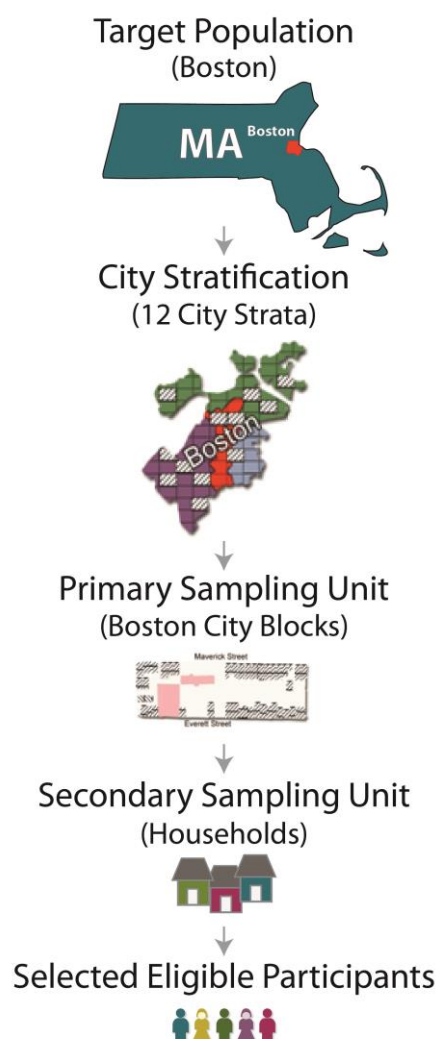 Target Population
(Boston)
MA
Boston
City Stratification
(12 City Strata)
Boston
Primary Sampling Unit
(Boston City Blocks)
Maverick Street
Everett Street
Secondary Sampling Unit
(Households)
Selected Eligible Participants